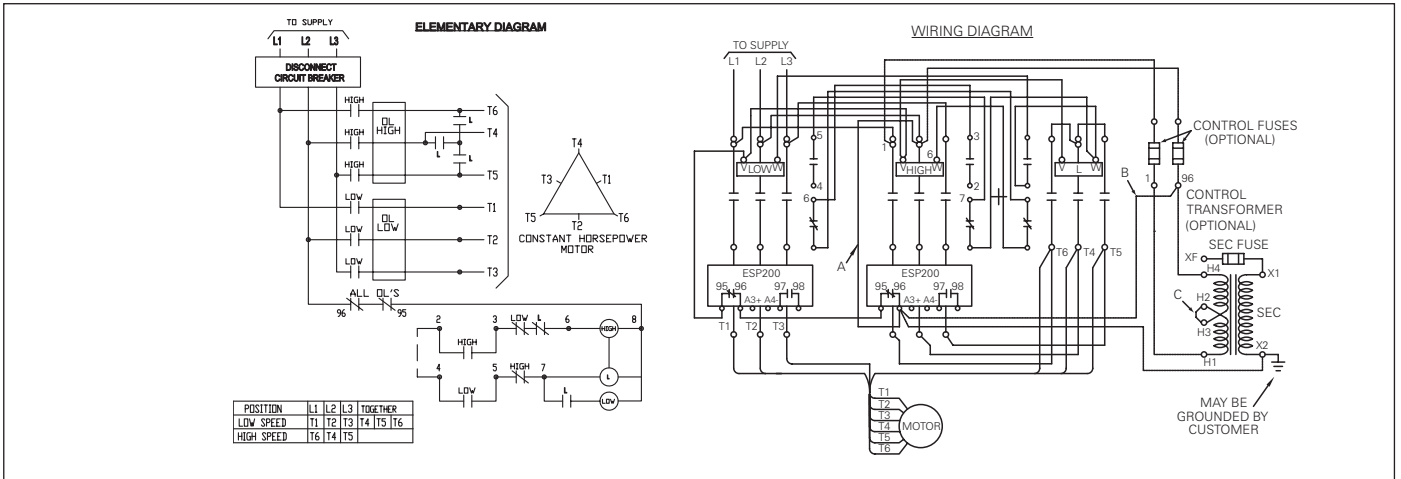 TO SUPPLY
L1 L2 L3
ELEMENTARY DIAGRAM
DISCONNECT
CIRCUIT BREAKER
HIGH
T6
OL
HIGH
L
HIGH
T4
L
L
HIGH
T5
LOW
T1
OL
LOW
LOW
T2
LOW
T3
T4
T3 T1
T5 T2 T6
CONSTANT HORSEPOWER
MOTOR
ALL OL'S
96 95
2 3 LOW L 6 HIGH 8
HIGH
4 5 HIGH 7 L
LOW L LOW
POSITION L1 L2 L3 TOGETHER
LOW SPEED T1 T2 T3 T4 T5 T6
HIGH SPEED T6 T4 T5
WIRING DIAGRAM
TO SUPPLY
L1 L2 L3
5 1 6 3
V LOW W
V HIGH W
V L W
4 2
6 7
CONTROL FUSES
(OPTIONAL)
1 96
B
CONTROL
TRANSFORMER
(OPTIONAL)
SEC FUSE
XF
H4 X1
C H2
SEC
H3
X2
H1
A
T6 T4 T5
ESP200
95 96 97 98
A3+ A4-
ESP200
95 96 97 98
A3+ A4-
T1 T2 T3
T1
T2
T3
T4
T5
T6
MOTOR
MAY BE
GROUNDED BY
CUSTOMER